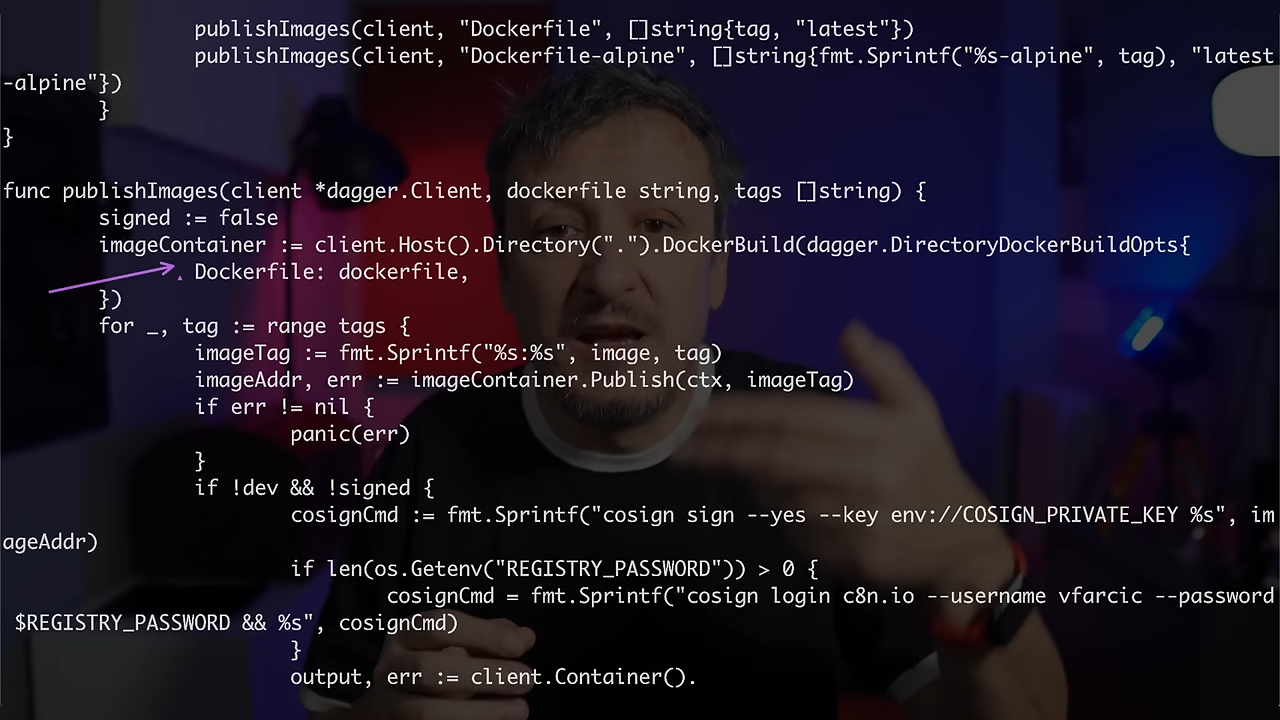 publishImages(client, "Dockerfile", []string{tag, "latest"})
publishImages(client, "Dockerfile-alpine", []string{fmt.Sprintf("%s-alpine", tag), "latest
-alpine"})
}
}
func publishImages(client *dagger.Client, dockerfile string, tags []string) {
signed := false
imageContainer := client.Host().Directory(".").DockerBuild(dagger.DirectoryDockerBuildOpts{
Dockerfile: dockerfile,
})
for _, tag := range tags {
imageTag := fmt.Sprintf("%s:%s", image, tag)
imageAddr, err := imageContainer.Publish(ctx, imageTag)
if err != nil {
panic(err)
}
if !dev && !signed {
cosignCmd := fmt.Sprintf("cosign sign --yes --key env://COSIGN_PRIVATE_KEY %s", im
ageAddr)
if len(os.Getenv("REGISTRY_PASSWORD")) > 0 {
cosignCmd = fmt.Sprintf("cosign login c8n.io --username vfarcic --password
$REGISTRY_PASSWORD && %s", cosignCmd)
}
output, err := client.Container().